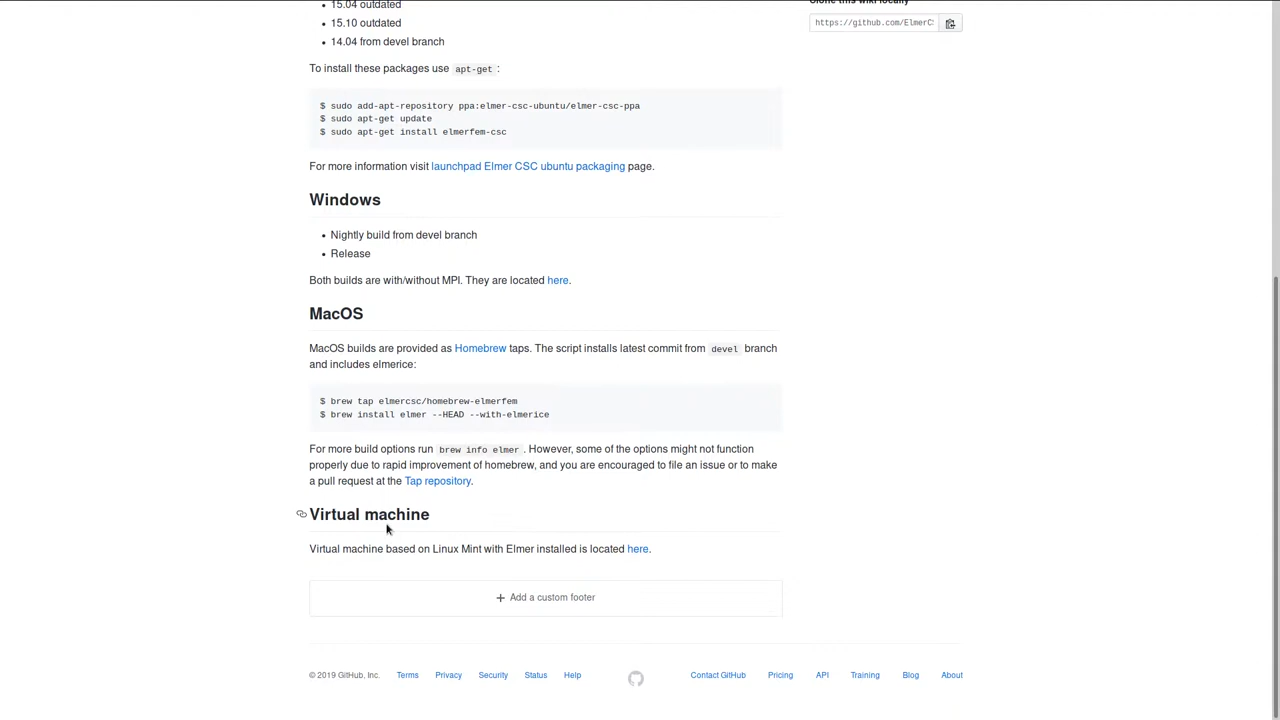 15.04 outdated
Clone this wiki locally
15.10 outdated
https://github.com/ElmerCS
14.04 from devel branch
To install these packages use apt-get :
$ sudo add-apt-repository ppa:elmer-csc-ubuntu/elmer-csc-ppa
$ sudo apt-get update
$ sudo apt-get install elmerfem-csc
For more information visit launchpad Elmer CSC ubuntu packaging page.
Windows
Nightly build from devel branch
Release
Both builds are with/without MPI. They are located here.
MacOS
MacOS builds are provided as Homebrew taps. The script installs latest commit from devel branch
and includes elmerice:
$ brew tap elmercsc/homebrew-elmerfem
$ brew install elmer --HEAD --with-elmerice
For more build options run brew info elmer . However, some of the options might not function
properly due to rapid improvement of homebrew, and you are encouraged to file an issue or to make
a pull request at the Tap repository.
Virtual machine
Virtual machine based on Linux Mint with Elmer installed is located here.
+ Add a custom footer
© 2019 GitHub, Inc. Terms Privacy Security Status Help Contact GitHub Pricing API Training Blog About